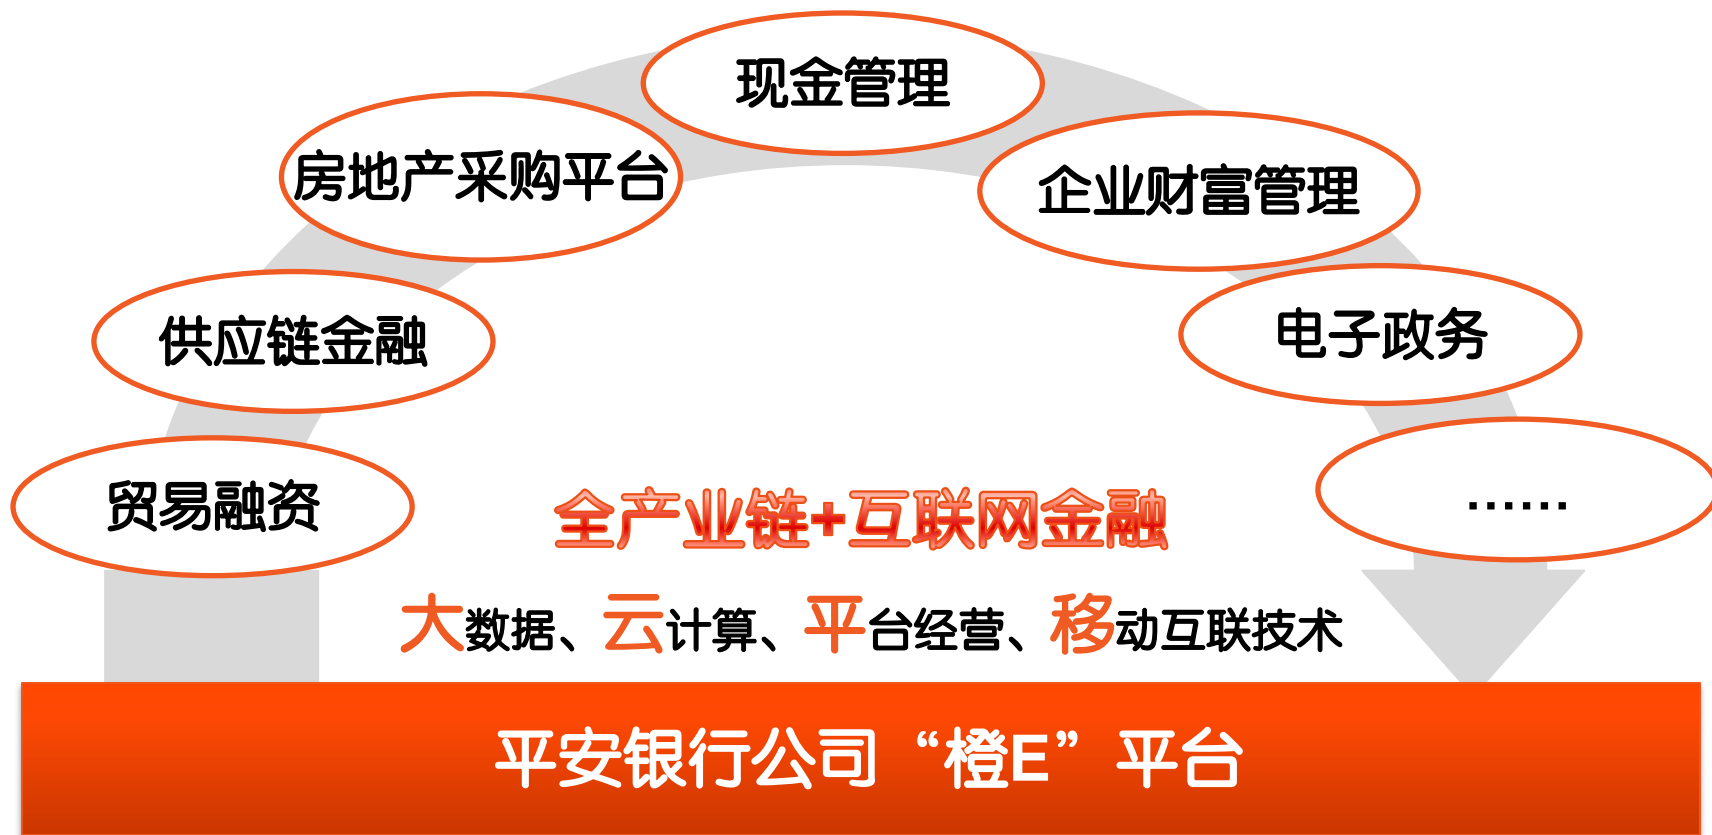 现金管理
房地产采购平台
企业财富管理
供应链金融
电子政务
贸易融资
......
全产业链+互联网金融
大数据、云计算、平台经营、移动互联技术
平安银行公司“橙E”平台